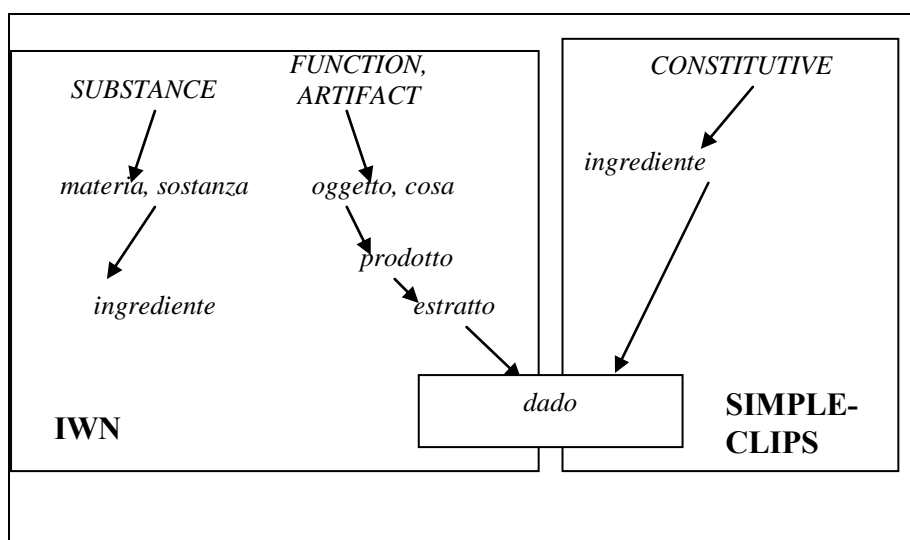 SUBSTANCE
FUNCTION,
ARTIFACT
materia, sostanza
oggetto, cosa
prodotto
ingrediente
estratto
IWN
CONSTITUTIVE
ingrediente
dado
SIMPLE-
CLIPS